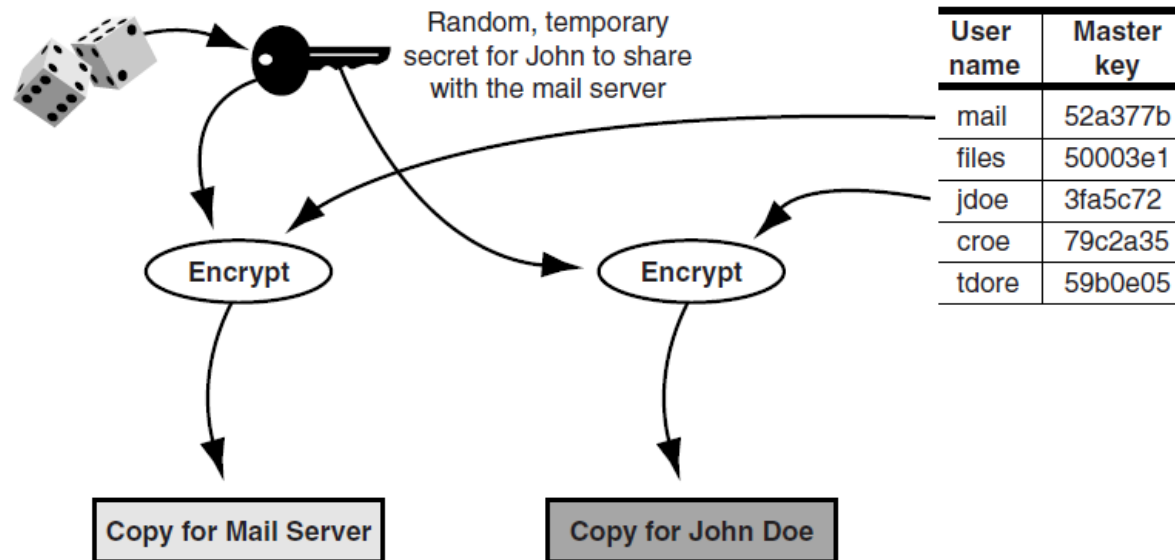 Random, temporary
secret for John to share
with the mail server
User name Master key
mail 52a377b
files 50003e1
jdoe 3fa5c72
croe 79c2a35
tdore 59b0e05
Encrypt Encrypt
Copy for Mail Server Copy for John Doe